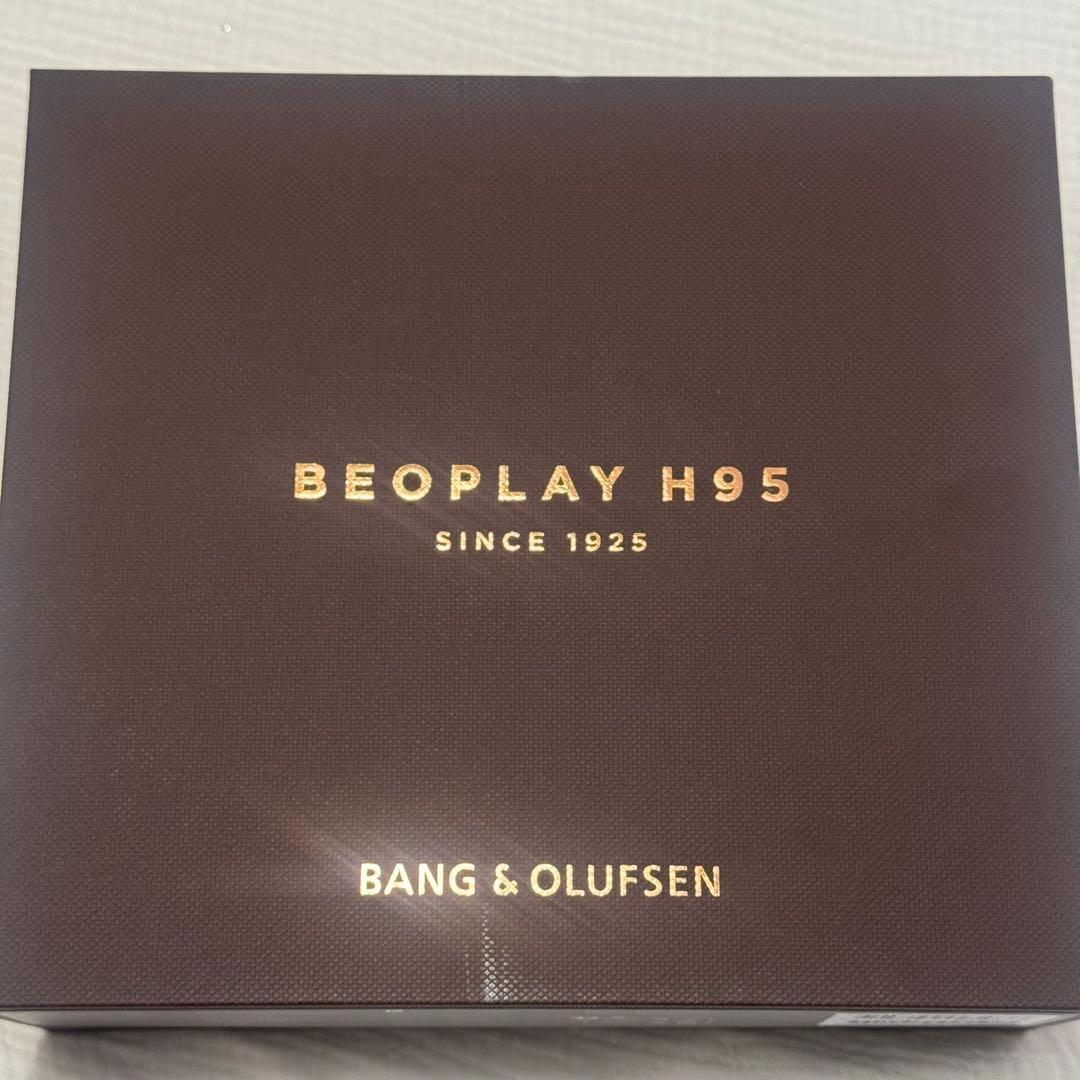 BEOPLAY H95
SINCE 1925
BANG & OLUFSEN